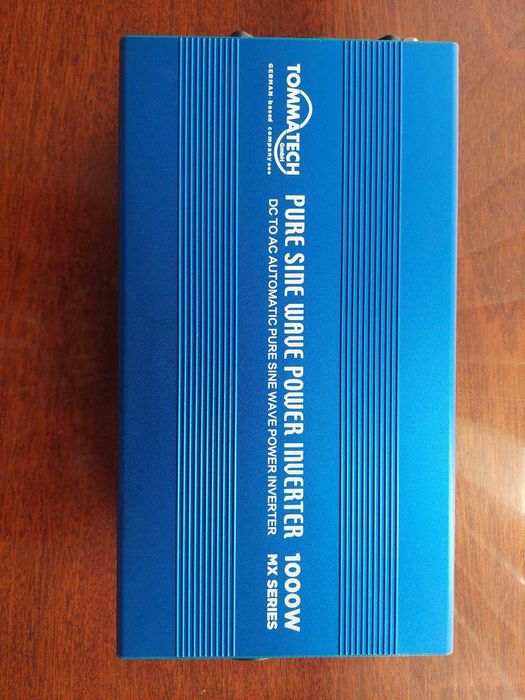 TOMMATECH
GmbH
GERMAN-based company
PURE SINE WAVE POWER INVERTER 1000W
DC TO AC AUTOMATIC PURE SINE WAVE POWER INVERTER
MX SERIES